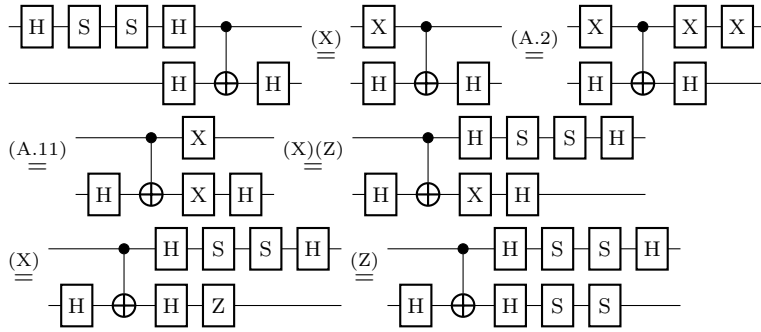 H S S H (X) X (A.2) X X X
H H = H H = H H
(A.11) X (X)(Z) H S S H
= H X H = H X H
(X) H S S H (Z) H S S H
= H H Z = H H S S